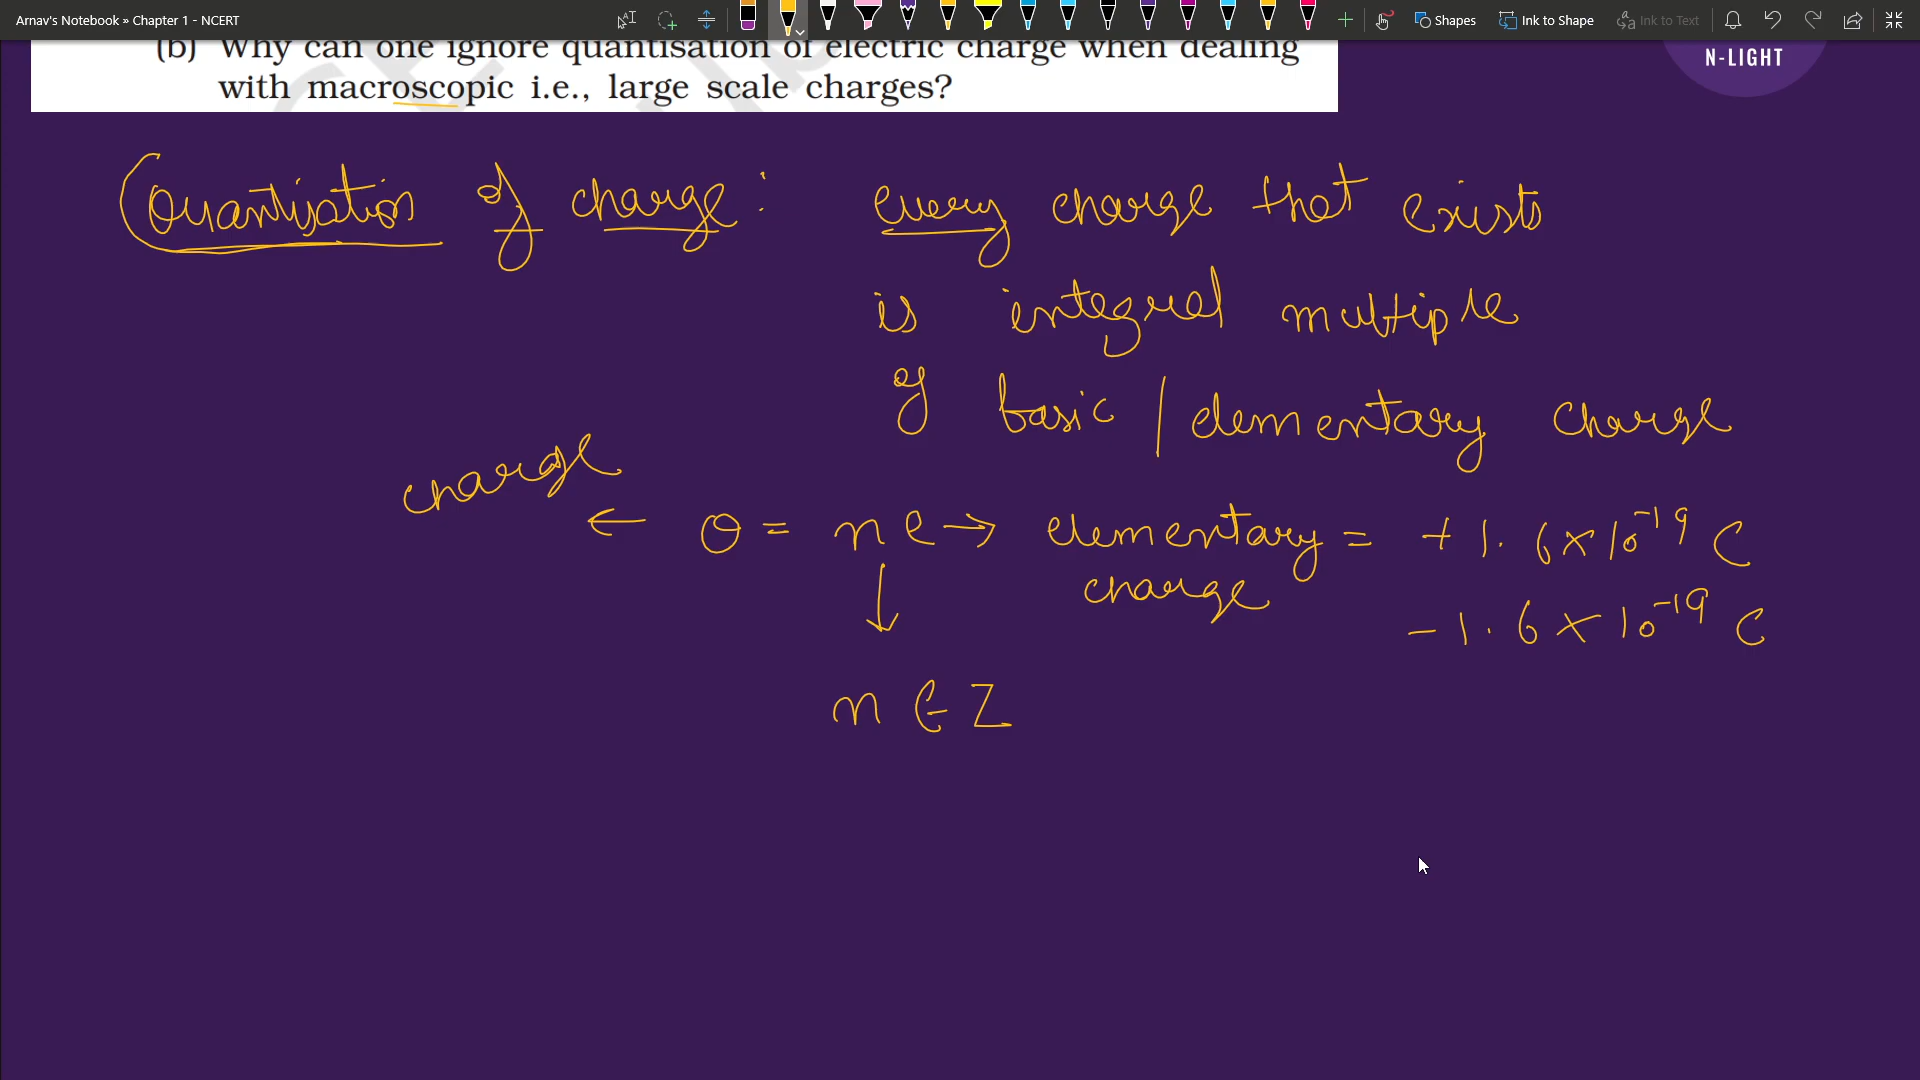 Arnav's Notebook » Chapter 1 - NCERT
Shapes
Ink to Shape
Ink to Text
(b) Why can one ignore quantisation of electric charge when dealing
with macroscopic i.e., large scale charges?
N-LIGHT
Quantisation of charge : every charge that exists
is integral multiple
of basic / elementary charge
charge
← Q = ne → elementary = +1.6×10⁻¹⁹ C
charge
-1.6×10⁻¹⁹ C
↓
n ∈ Z